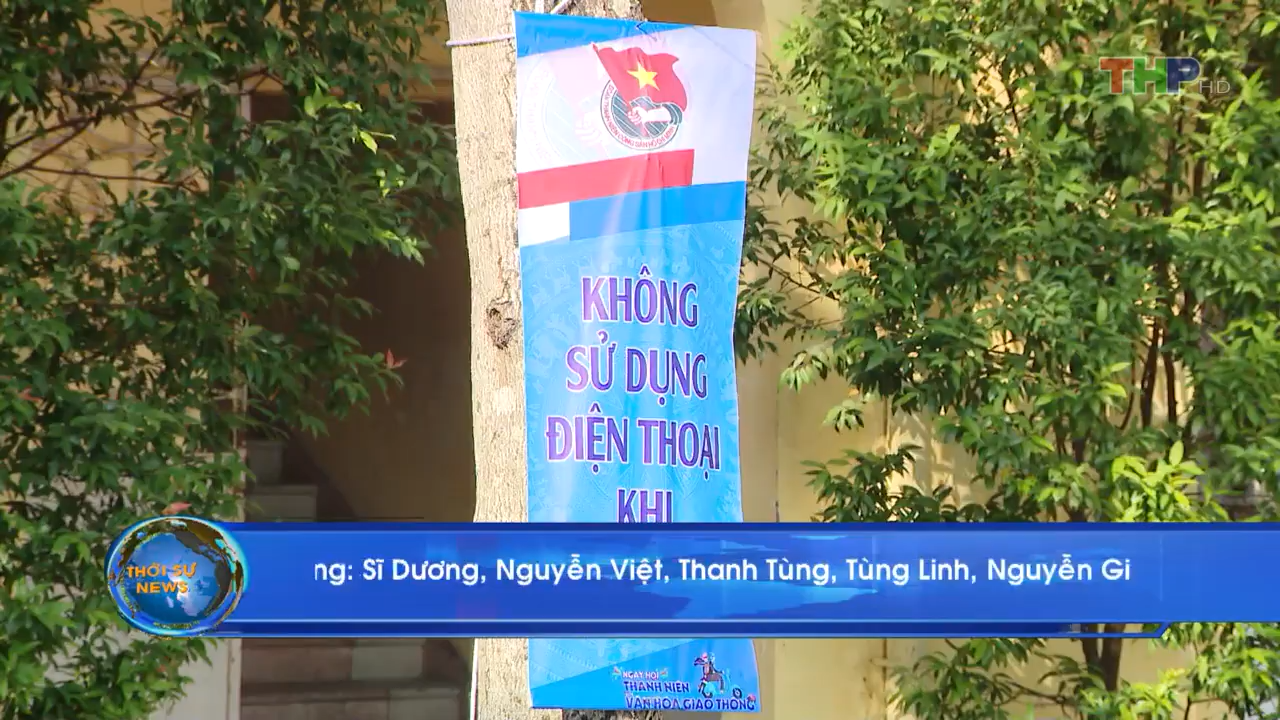 THPHD
KHÔNG
SỬ DỤNG
ĐIỆN THOẠI
KHI
THỜI SỰ
NEWS
ng: Sĩ Dương, Nguyễn Việt, Thanh Tùng, Tùng Linh, Nguyễn Gi
NGÀY HỘI
THANH NIÊN
VĂN HÓA GIAO THÔNG